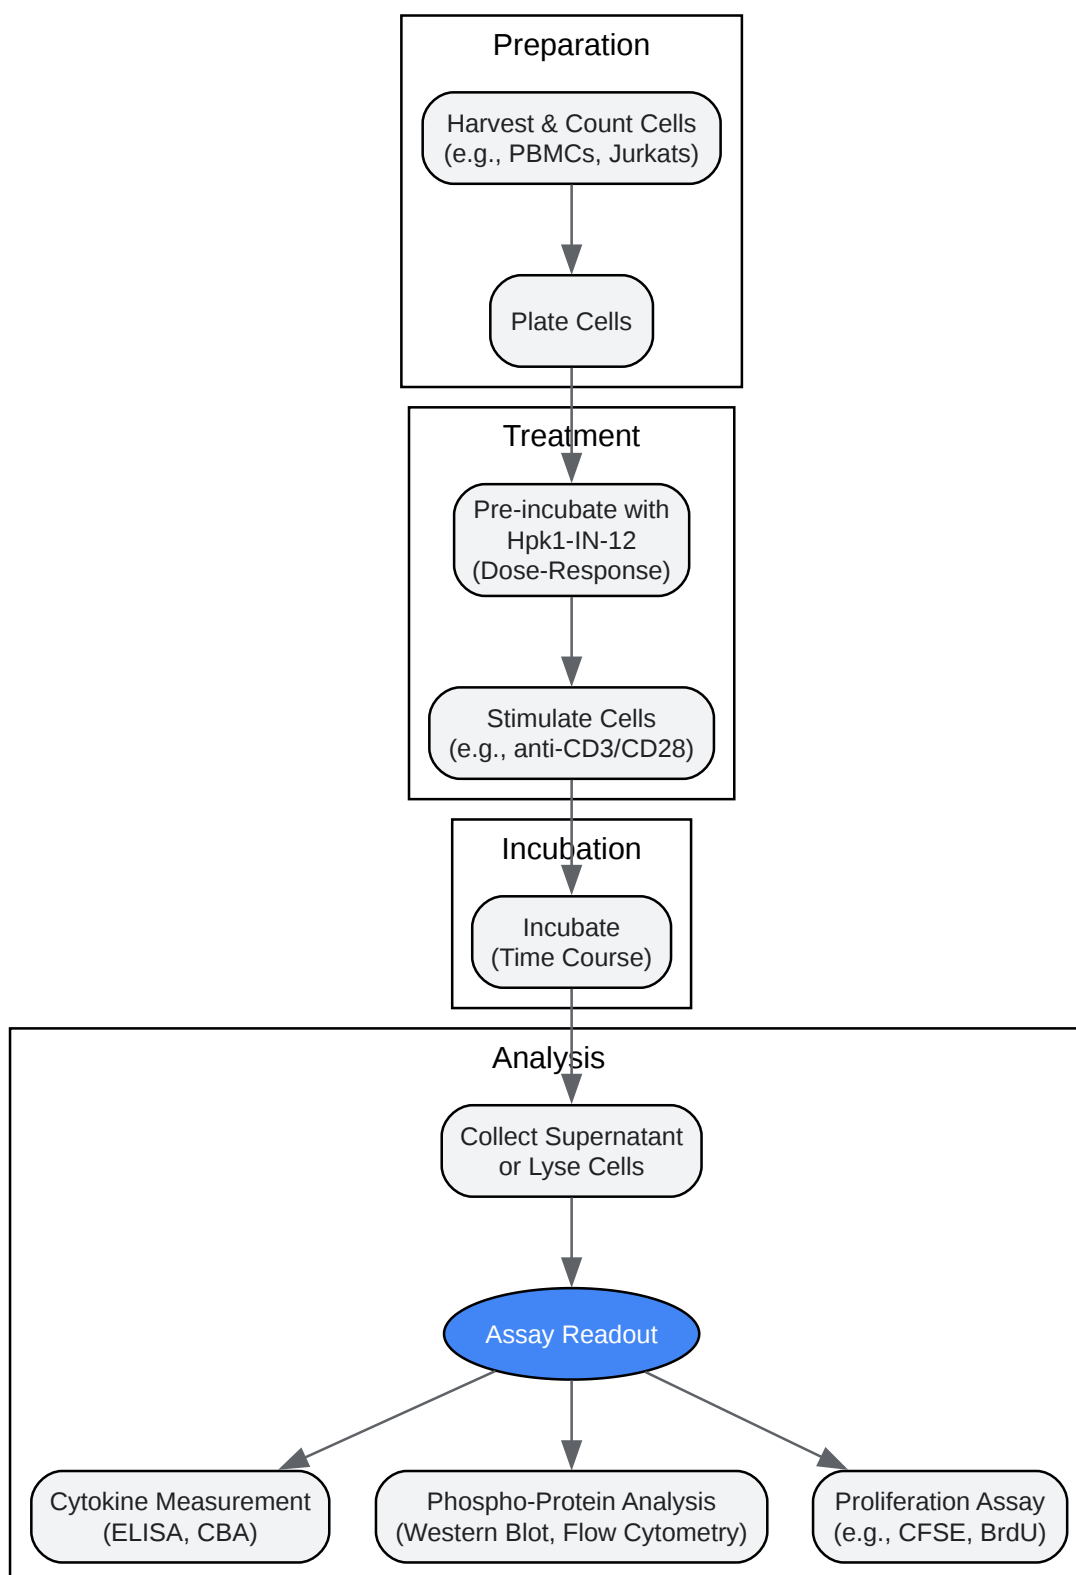 Preparation
Harvest & Count Cells
(e.g., PBMCs, Jurkats)
Plate Cells
Treatment
Pre-incubate with
Hpk1-IN-12
(Dose-Response)
Stimulate Cells
(e.g., anti-CD3/CD28)
Incubation
Incubate
(Time Course)
Analysis
Collect Supernatant
or Lyse Cells
Assay Readout
Cytokine Measurement
(ELISA, CBA)
Phospho-Protein Analysis
(Western Blot, Flow Cytometry)
Proliferation Assay
(e.g., CFSE, BrdU)